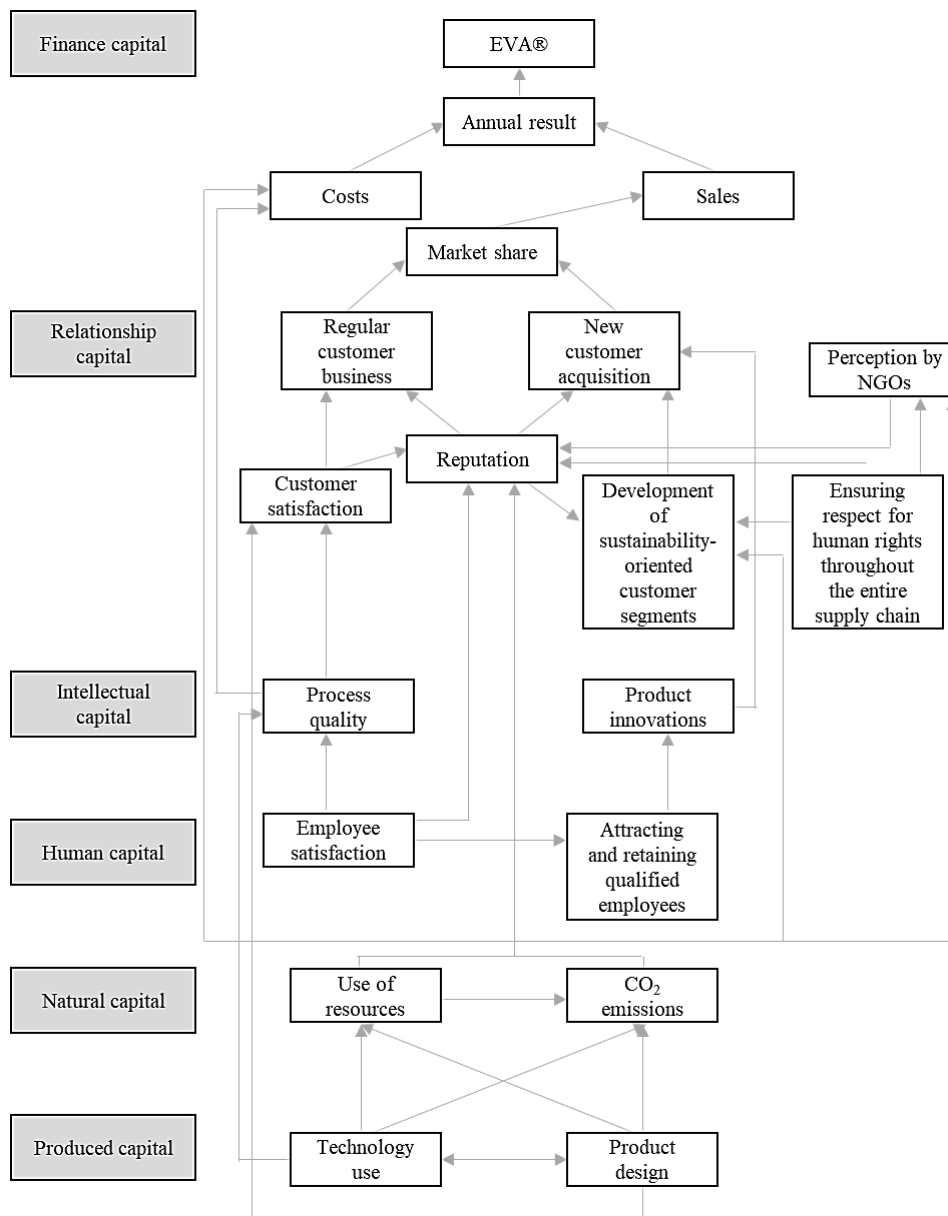 Finance capital
EVA®
Annual result
Costs
Sales
Market share
Relationship
capital
Regular
customer
business
New
customer
acquisition
Perception by
NGOs
Reputation
Customer
satisfaction
Development
of
sustainability-
oriented
customer
segments
Ensuring
respect for
human rights
throughout
the entire
supply chain
Intellectual
capital
Process
quality
Product
innovations
Human capital
Employee
satisfaction
Attracting
and retaining
qualified
employees
Natural capital
Use of
resources
CO₂
emissions
Produced capital
Technology
use
Product
design